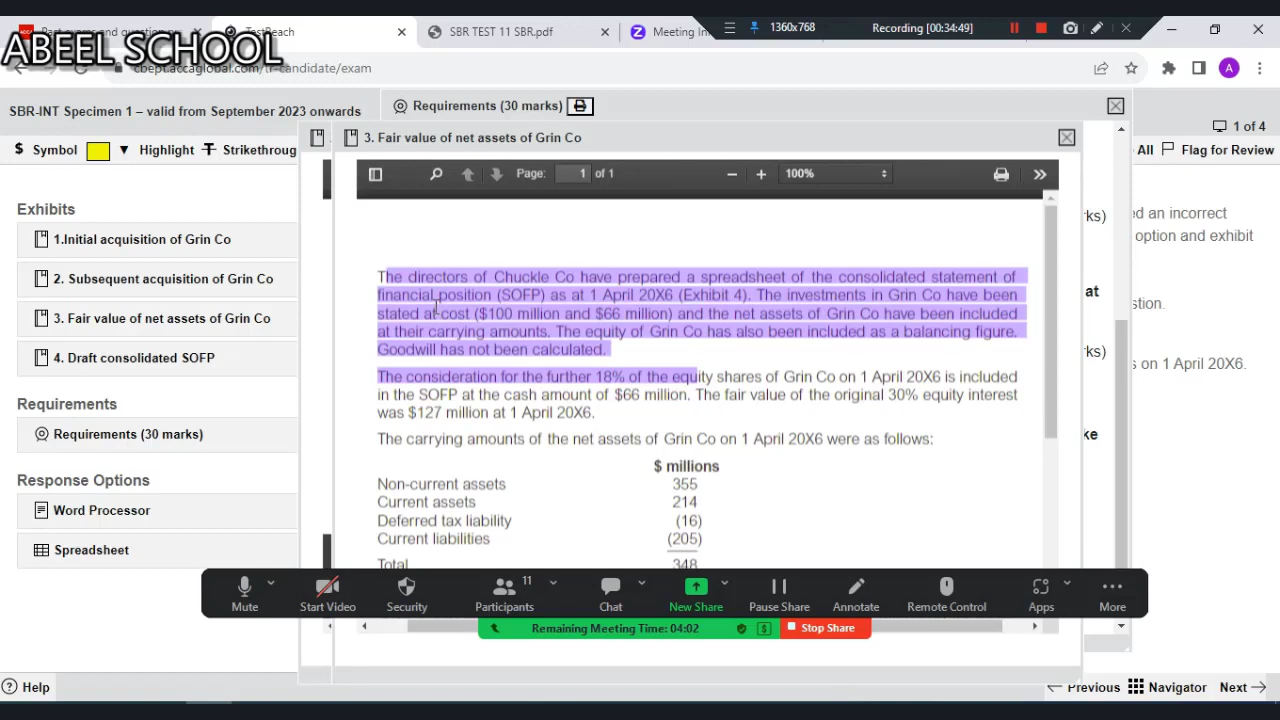 ABEEL SCHOOL
TestReach
SBR TEST 11 SBR.pdf
Meeting In
1360x768
Recording [00:34:49]
cbept.accaglobal.com/tr-candidate/exam
A
SBR-INT Specimen 1 – valid from September 2023 onwards
Requirements (30 marks)
1 of 4
$ Symbol
Highlight
Strikethroug
All
Flag for Review
3. Fair value of net assets of Grin Co
Page: 1 of 1
100%
Exhibits
1.Initial acquisition of Grin Co
2. Subsequent acquisition of Grin Co
3. Fair value of net assets of Grin Co
4. Draft consolidated SOFP
Requirements
Requirements (30 marks)
Response Options
Word Processor
Spreadsheet
The directors of Chuckle Co have prepared a spreadsheet of the consolidated statement of
financial position (SOFP) as at 1 April 20X6 (Exhibit 4). The investments in Grin Co have been
stated at cost ($100 million and $66 million) and the net assets of Grin Co have been included
at their carrying amounts. The equity of Grin Co has also been included as a balancing figure.
Goodwill has not been calculated.
The consideration for the further 18% of the equity shares of Grin Co on 1 April 20X6 is included
in the SOFP at the cash amount of $66 million. The fair value of the original 30% equity interest
was $127 million at 1 April 20X6.
The carrying amounts of the net assets of Grin Co on 1 April 20X6 were as follows:
$ millions
Non-current assets 355
Current assets 214
Deferred tax liability (16)
Current liabilities (205)
Total 348
ks)
ed an incorrect
option and exhibit
at
stion.
ks)
s on 1 April 20X6.
ke
Mute
Start Video
Security
11
Participants
Chat
New Share
Pause Share
Annotate
Remote Control
Apps
More
Remaining Meeting Time: 04:02
$
Stop Share
Help
Previous
Navigator
Next